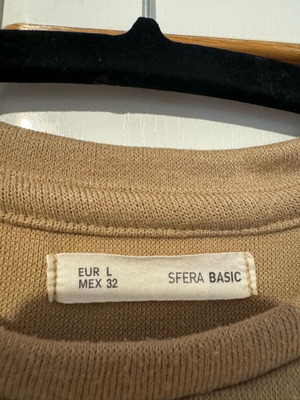 EUR L
MEX 32
SFERA BASIC